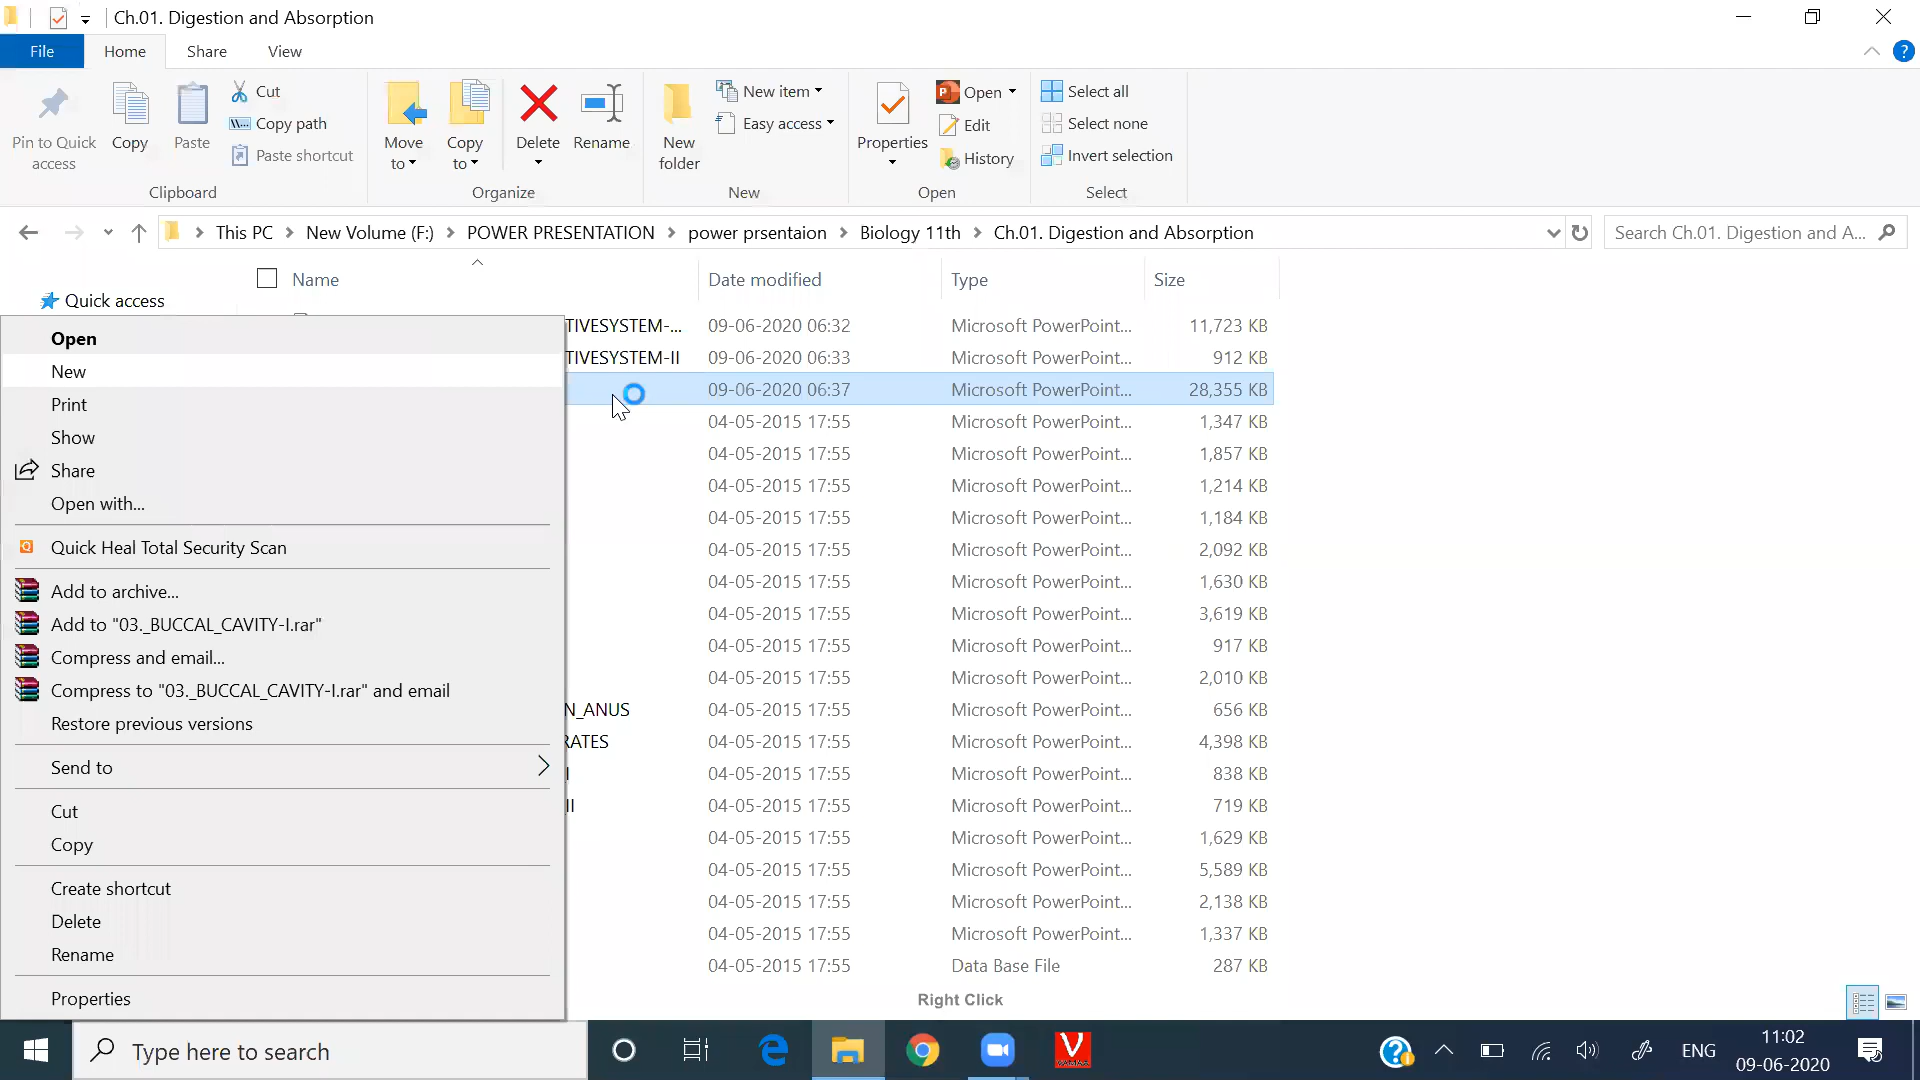 Ch.01. Digestion and Absorption
File Home Share View
Pin to Quick access
Copy
Paste
Cut
Copy path
Paste shortcut
Clipboard
Move to
Copy to
Delete
Rename
Organize
New folder
New item
Easy access
New
Properties
Open
Edit
History
Open
Select all
Select none
Invert selection
Select
This PC New Volume (F:) POWER PRESENTATION power prsentaion Biology 11th Ch.01. Digestion and Absorption
Search Ch.01. Digestion and A...
Name Date modified Type Size
Quick access
TIVESYSTEM-... 09-06-2020 06:32 Microsoft PowerPoint... 11,723 KB
TIVESYSTEM-II 09-06-2020 06:33 Microsoft PowerPoint... 912 KB
09-06-2020 06:37 Microsoft PowerPoint... 28,355 KB
04-05-2015 17:55 Microsoft PowerPoint... 1,347 KB
04-05-2015 17:55 Microsoft PowerPoint... 1,857 KB
04-05-2015 17:55 Microsoft PowerPoint... 1,214 KB
04-05-2015 17:55 Microsoft PowerPoint... 1,184 KB
04-05-2015 17:55 Microsoft PowerPoint... 2,092 KB
04-05-2015 17:55 Microsoft PowerPoint... 1,630 KB
04-05-2015 17:55 Microsoft PowerPoint... 3,619 KB
04-05-2015 17:55 Microsoft PowerPoint... 917 KB
04-05-2015 17:55 Microsoft PowerPoint... 2,010 KB
N_ANUS 04-05-2015 17:55 Microsoft PowerPoint... 656 KB
RATES 04-05-2015 17:55 Microsoft PowerPoint... 4,398 KB
I 04-05-2015 17:55 Microsoft PowerPoint... 838 KB
II 04-05-2015 17:55 Microsoft PowerPoint... 719 KB
04-05-2015 17:55 Microsoft PowerPoint... 1,629 KB
04-05-2015 17:55 Microsoft PowerPoint... 5,589 KB
04-05-2015 17:55 Microsoft PowerPoint... 2,138 KB
04-05-2015 17:55 Microsoft PowerPoint... 1,337 KB
04-05-2015 17:55 Data Base File 287 KB
Open
New
Print
Show
Share
Open with...
Quick Heal Total Security Scan
Add to archive...
Add to "03._BUCCAL_CAVITY-I.rar"
Compress and email...
Compress to "03._BUCCAL_CAVITY-I.rar" and email
Restore previous versions
Send to
Cut
Copy
Create shortcut
Delete
Rename
Properties
Right Click
Type here to search
ENG
11:02
09-06-2020